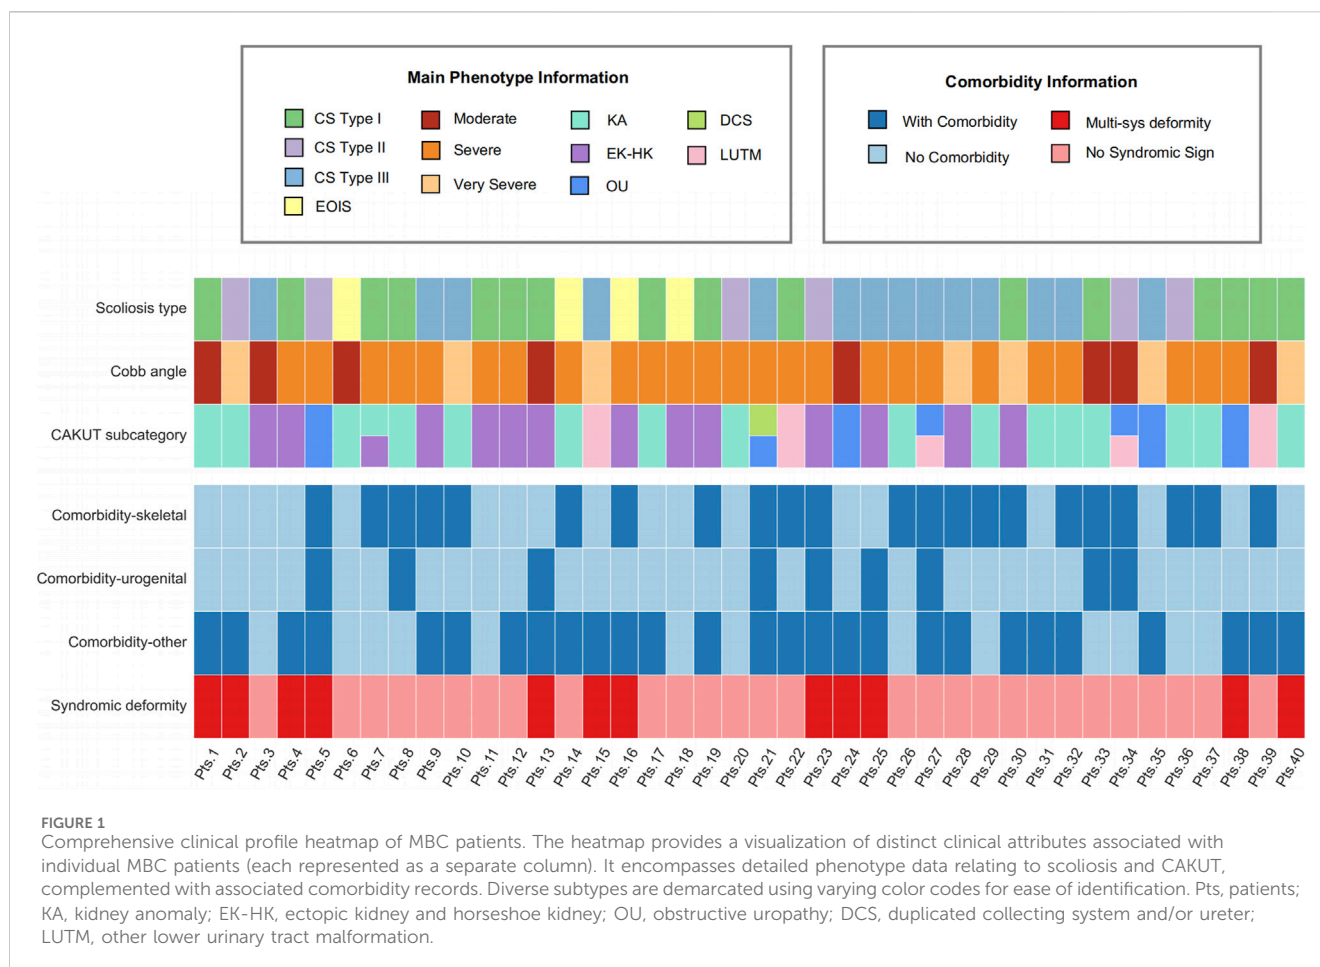 Main Phenotype Information
CS Type I
Moderate
KA
DCS
CS Type II
Severe
EK-HK
LUTM
CS Type III
Very Severe
OU
EOIS
Comorbidity Information
With Comorbidity
Multi-sys deformity
No Comorbidity
No Syndromic Sign
Scoliosis type
Cobb angle
CAKUT subcategory
Comorbidity-skeletal
Comorbidity-urogenital
Comorbidity-other
Syndromic deformity
Pts.1
Pts.2
Pts.3
Pts.4
Pts.5
Pts.6
Pts.7
Pts.8
Pts.9
Pts.10
Pts.11
Pts.12
Pts.13
Pts.14
Pts.15
Pts.16
Pts.17
Pts.18
Pts.19
Pts.20
Pts.21
Pts.22
Pts.23
Pts.24
Pts.25
Pts.26
Pts.27
Pts.28
Pts.29
Pts.30
Pts.31
Pts.32
Pts.33
Pts.34
Pts.35
Pts.36
Pts.37
Pts.38
Pts.39
Pts.40
FIGURE 1
Comprehensive clinical profile heatmap of MBC patients. The heatmap provides a visualization of distinct clinical attributes associated with
individual MBC patients (each represented as a separate column). It encompasses detailed phenotype data relating to scoliosis and CAKUT,
complemented with associated comorbidity records. Diverse subtypes are demarcated using varying color codes for ease of identification. Pts, patients;
KA, kidney anomaly; EK-HK, ectopic kidney and horseshoe kidney; OU, obstructive uropathy; DCS, duplicated collecting system and/or ureter;
LUTM, other lower urinary tract malformation.